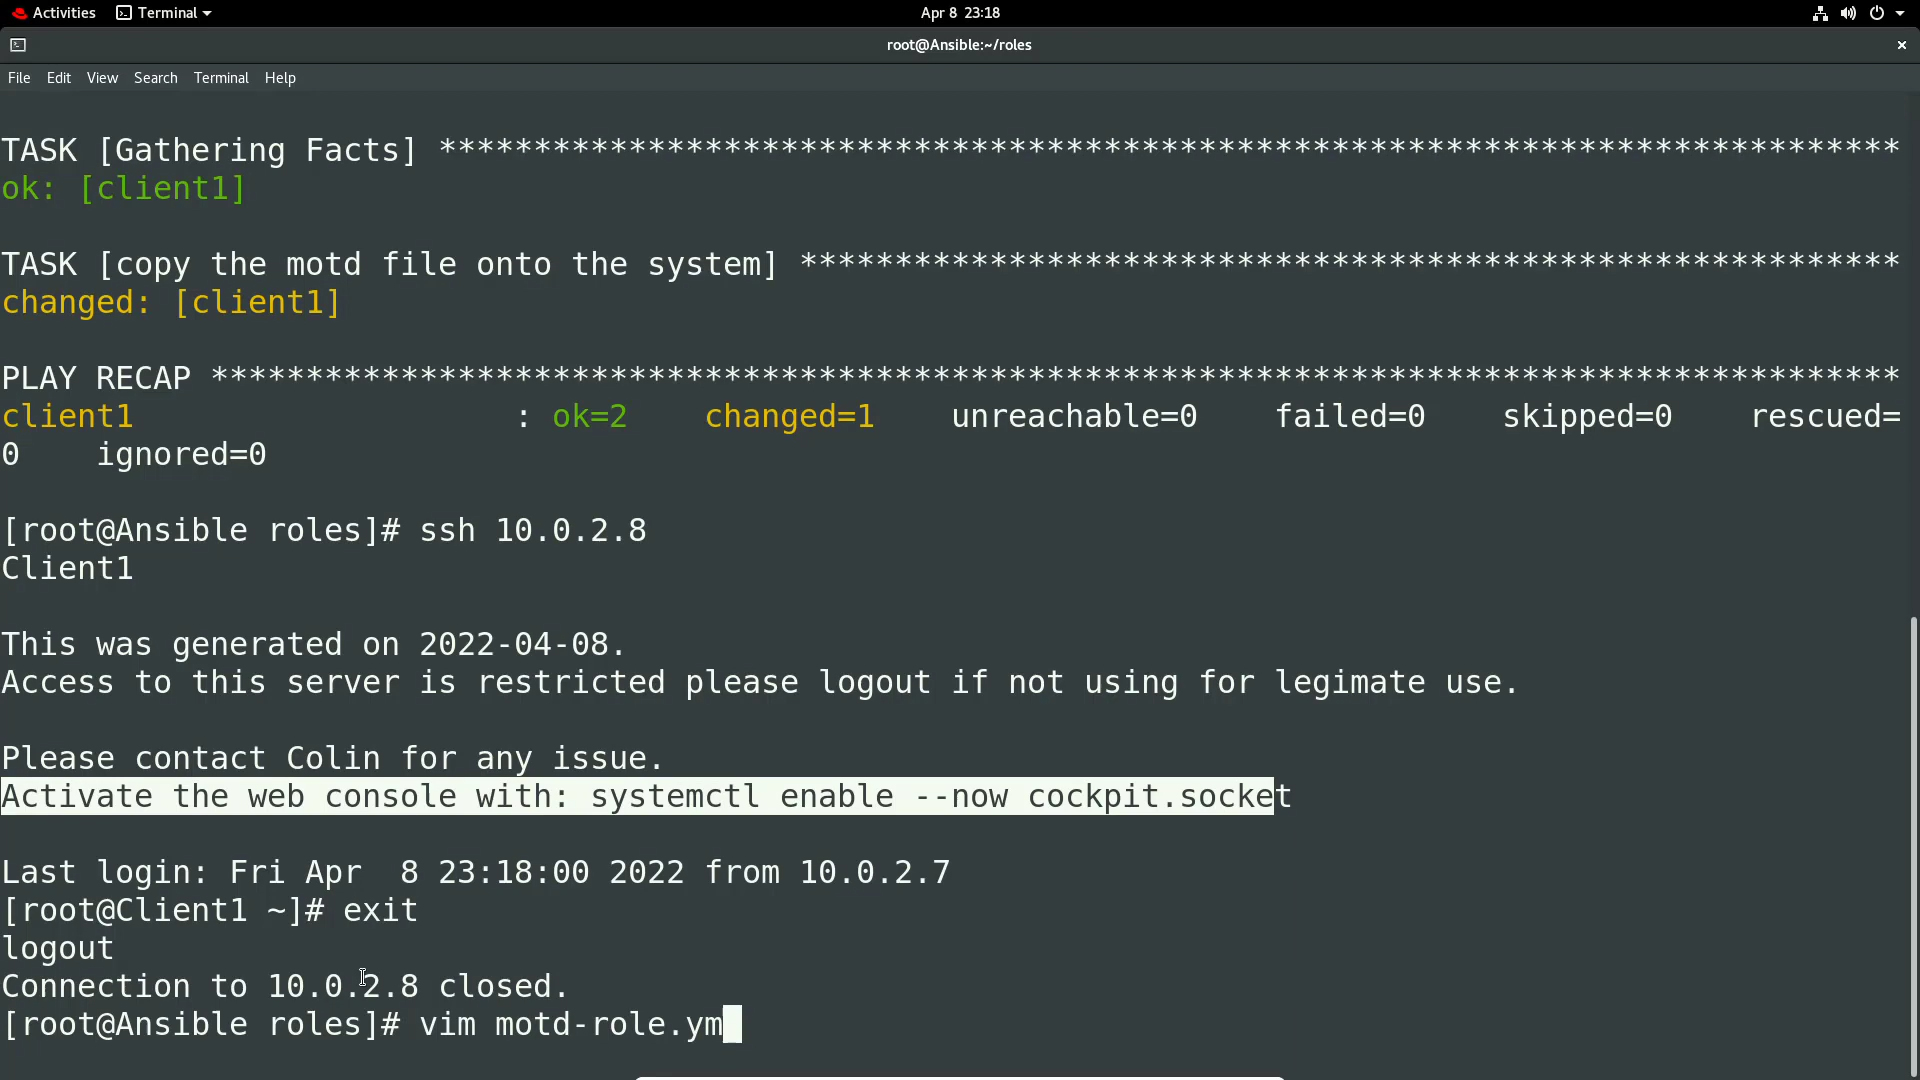 Activities Terminal Apr 8 23:18
root@Ansible:~/roles ×
File Edit View Search Terminal Help
TASK [Gathering Facts] *****************************************************************************
ok: [client1]
TASK [copy the motd file onto the system] **********************************************************
changed: [client1]
PLAY RECAP *****************************************************************************************
client1                    : ok=2    changed=1    unreachable=0    failed=0    skipped=0    rescued=
0    ignored=0
[root@Ansible roles]# ssh 10.0.2.8
Client1
This was generated on 2022-04-08.
Access to this server is restricted please logout if not using for legimate use.
Please contact Colin for any issue.
Activate the web console with: systemctl enable --now cockpit.socket
Last login: Fri Apr  8 23:18:00 2022 from 10.0.2.7
[root@Client1 ~]# exit
logout
Connection to 10.0.2.8 closed.
[root@Ansible roles]# vim motd-role.ym